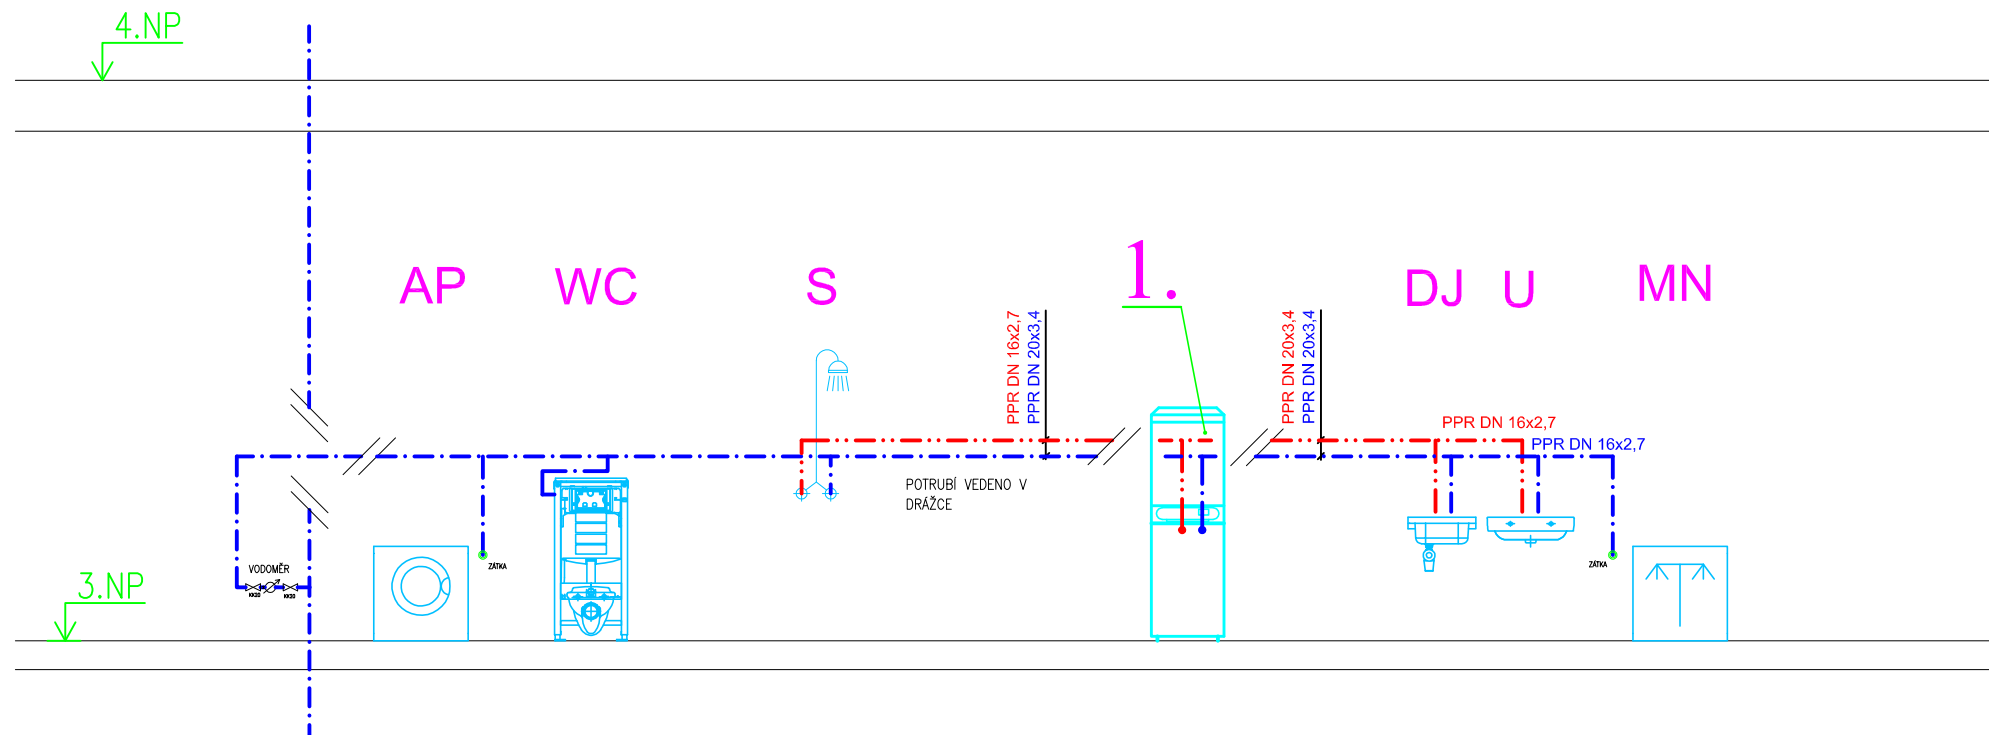 4.NP
AP
WC
S
1.
DJ
U
MN
PPR DN 16x2,7
PPR DN 20x3,4
PPR DN 20x3,4
PPR DN 20x3,4
PPR DN 16x2,7
PPR DN 16x2,7
POTRUBÍ VEDENO V
DRÁŽCE
VODOMĚR
KK20
KK20
ZÁTKA
ZÁTKA
3.NP